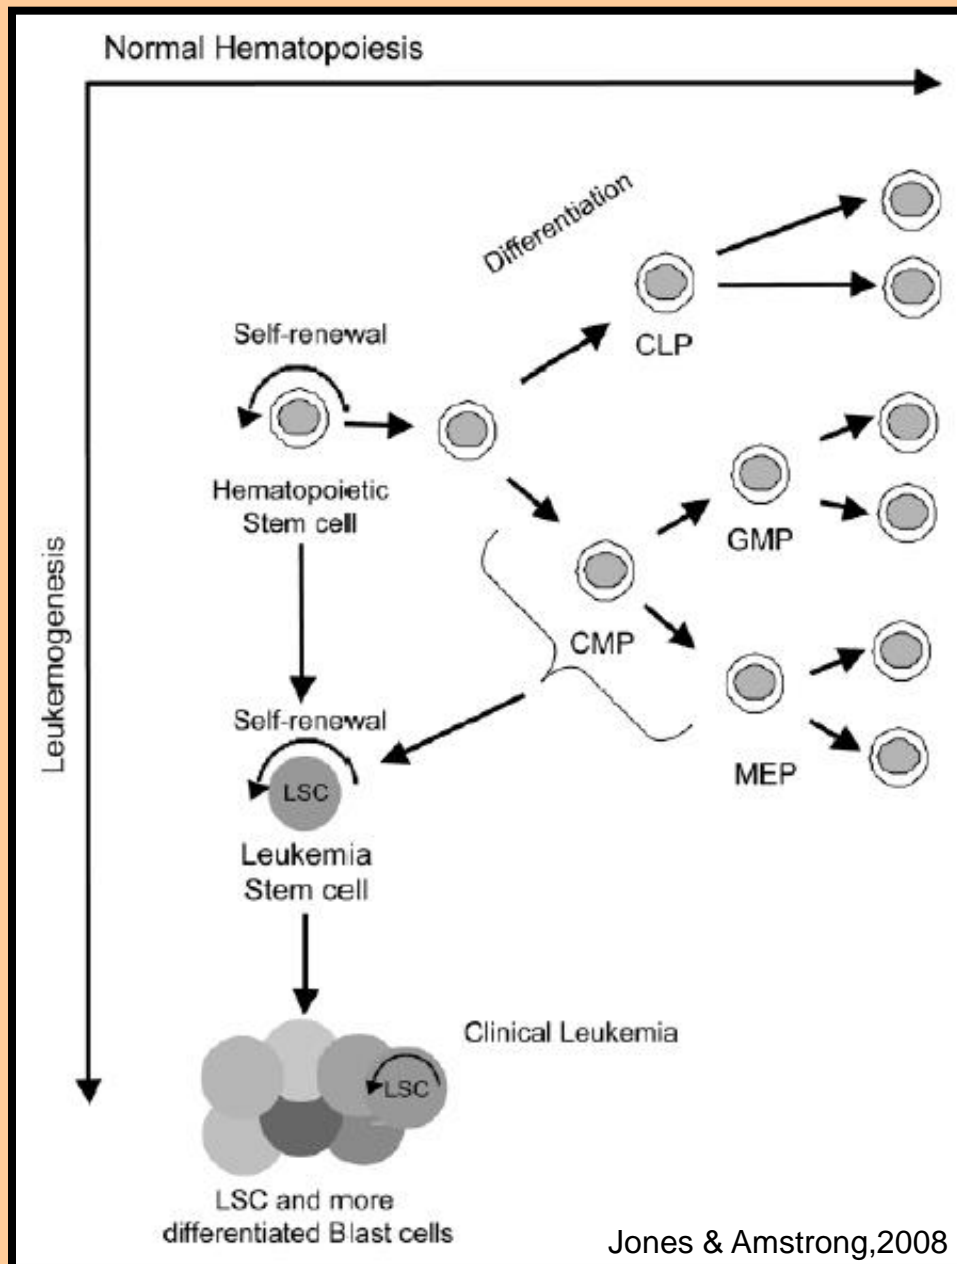 Normal Hematopoiesis
Leukemogenesis
Differentiation
CLP
Self-renewal
Hematopoietic
Stem cell
GMP
CMP
MEP
Self-renewal
LSC
Leukemia
Stem cell
Clinical Leukemia
LSC
LSC and more
differentiated Blast cells
Jones & Amstrong,2008